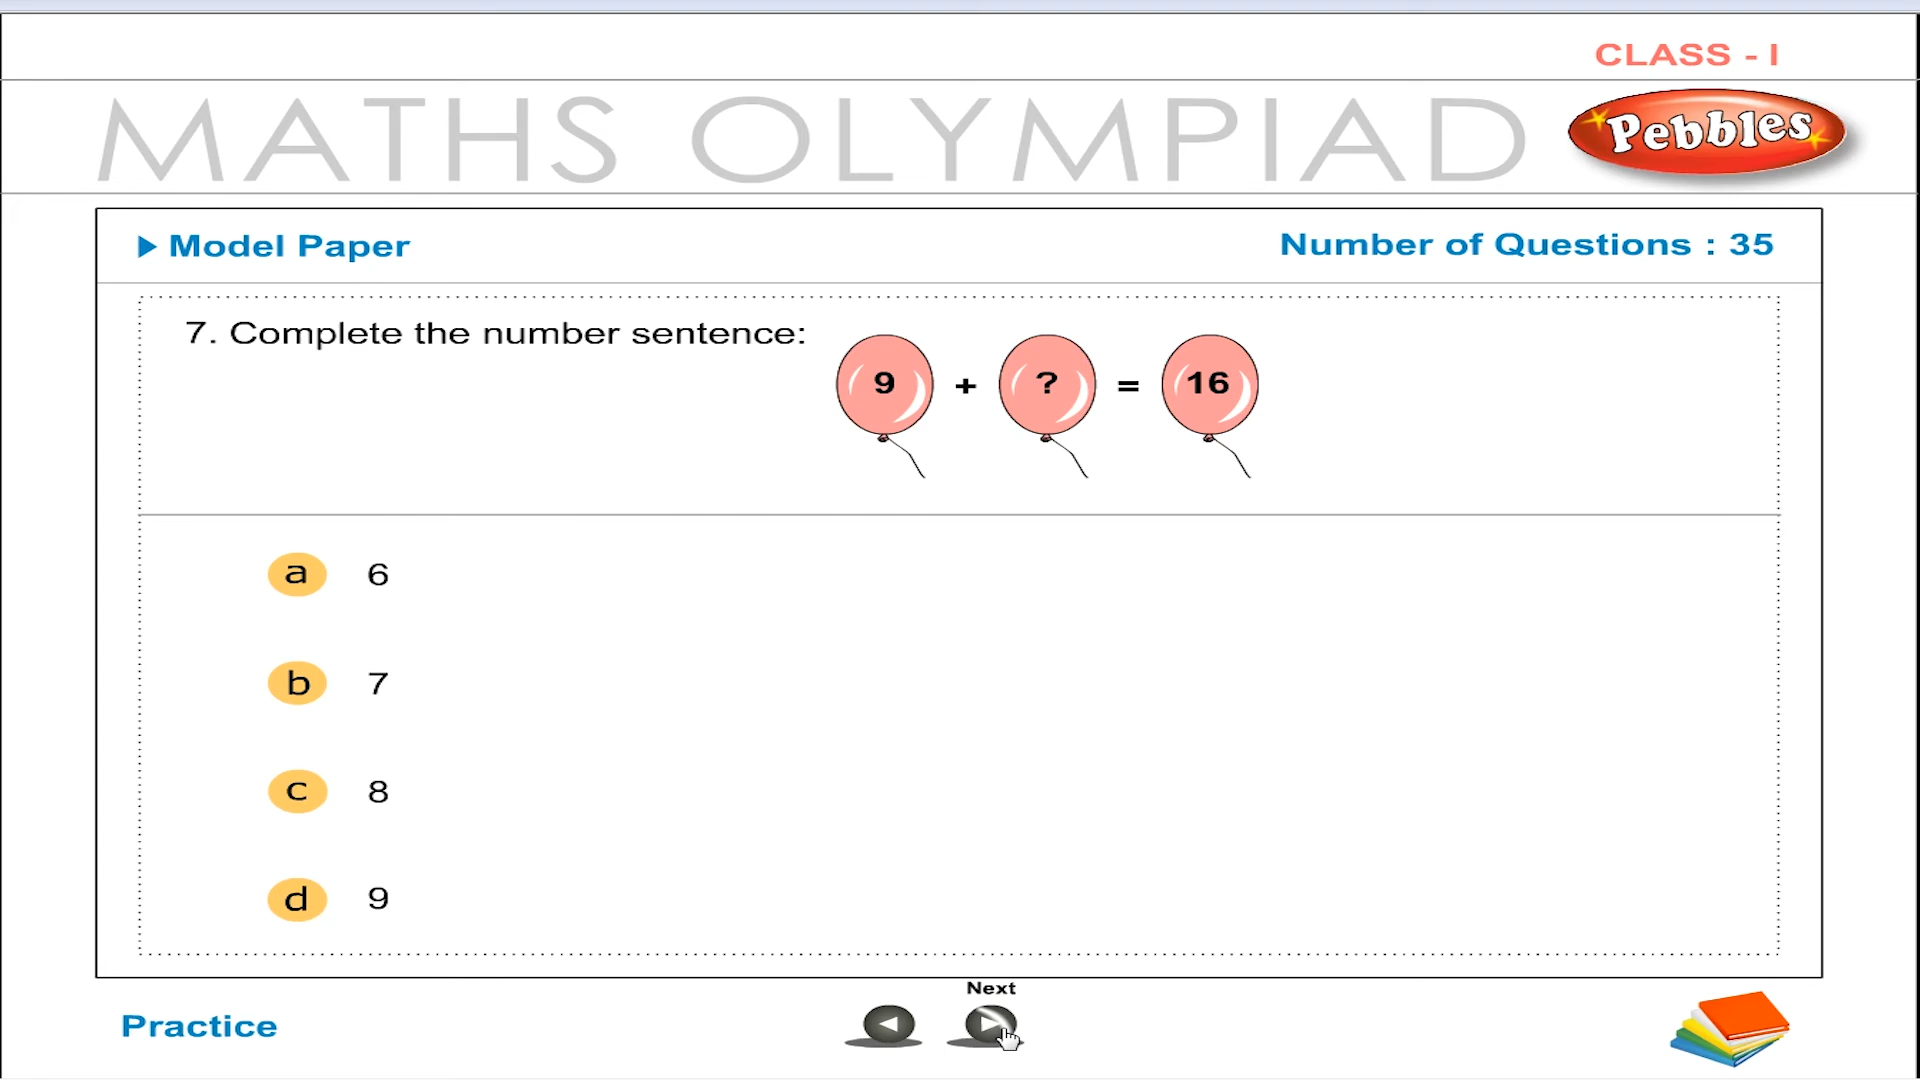 CLASS - I
MATHS OLYMPIAD
Pebbles
Model Paper
Number of Questions : 35
7. Complete the number sentence:
9 + ? = 16
a 6
b 7
c 8
d 9
Next
Practice